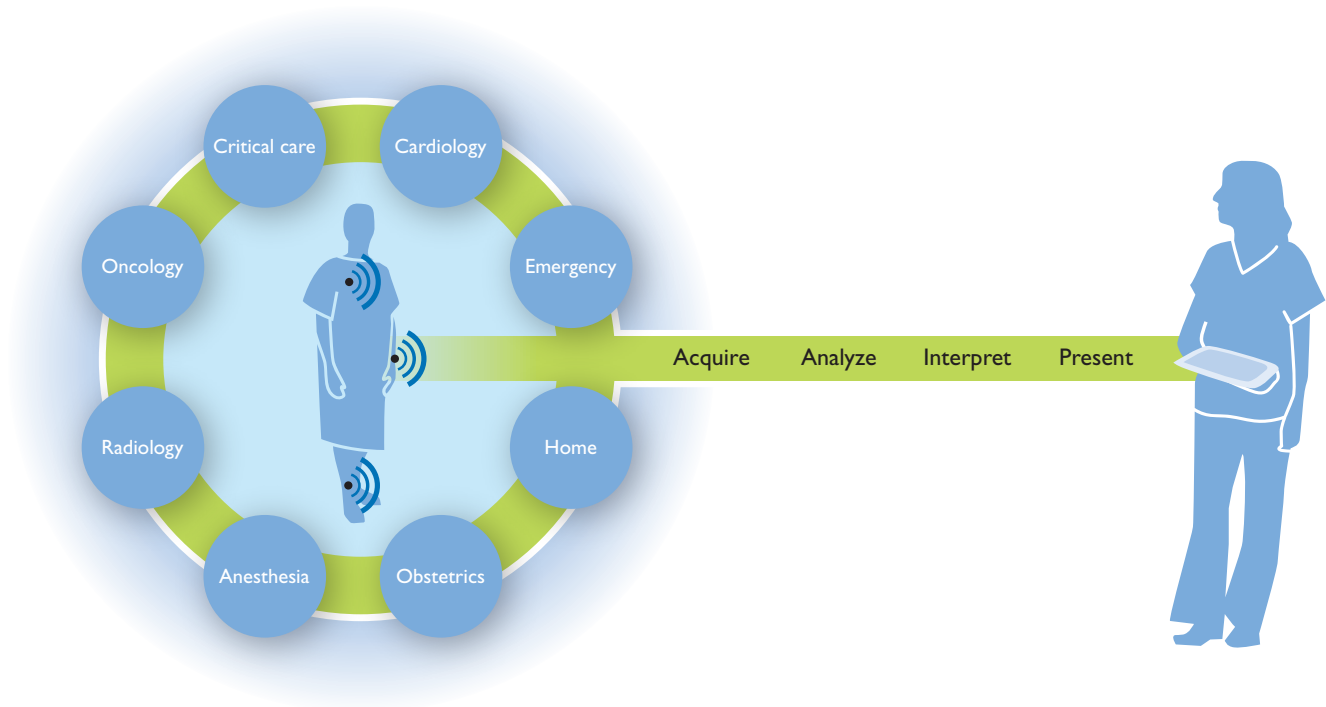 Critical care
Cardiology
Oncology
Emergency
Acquire Analyze Interpret Present
Radiology
Home
Anesthesia
Obstetrics